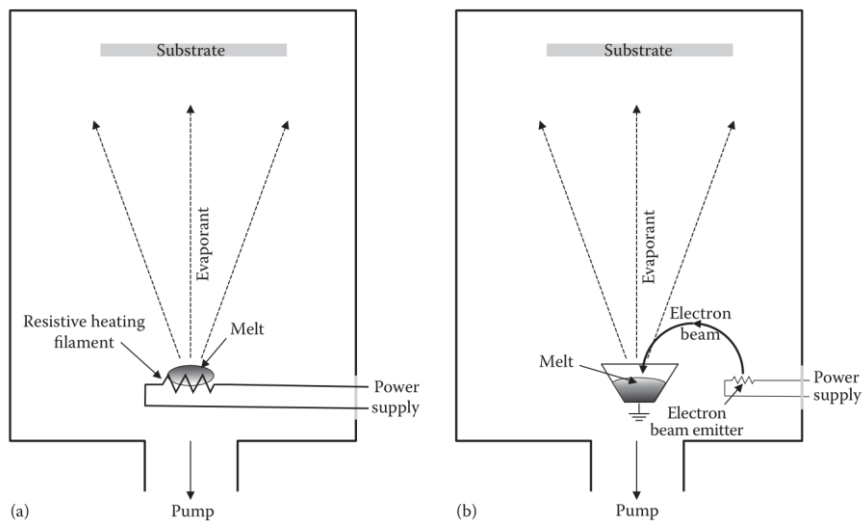 Substrate
Evaporant
Resistive heating
filament
Melt
Power
supply
(a)
Pump
Substrate
Evaporant
Electron
beam
Melt
Power
supply
Electron
beam emitter
(b)
Pump